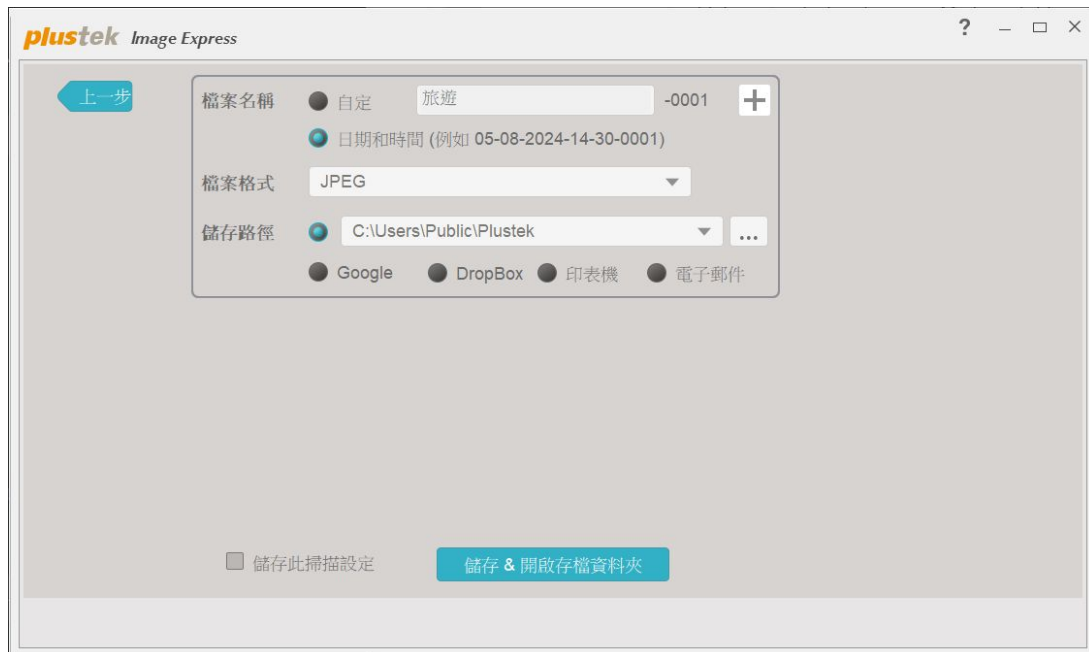 plustek Image Express
?
上一步
檔案名稱 自定 旅遊 -0001
日期和時間 (例如 05-08-2024-14-30-0001)
檔案格式 JPEG
儲存路徑 C:\Users\Public\Plustek ...
Google DropBox 印表機 電子郵件
儲存此掃描設定 儲存 & 開啟存檔資料夾